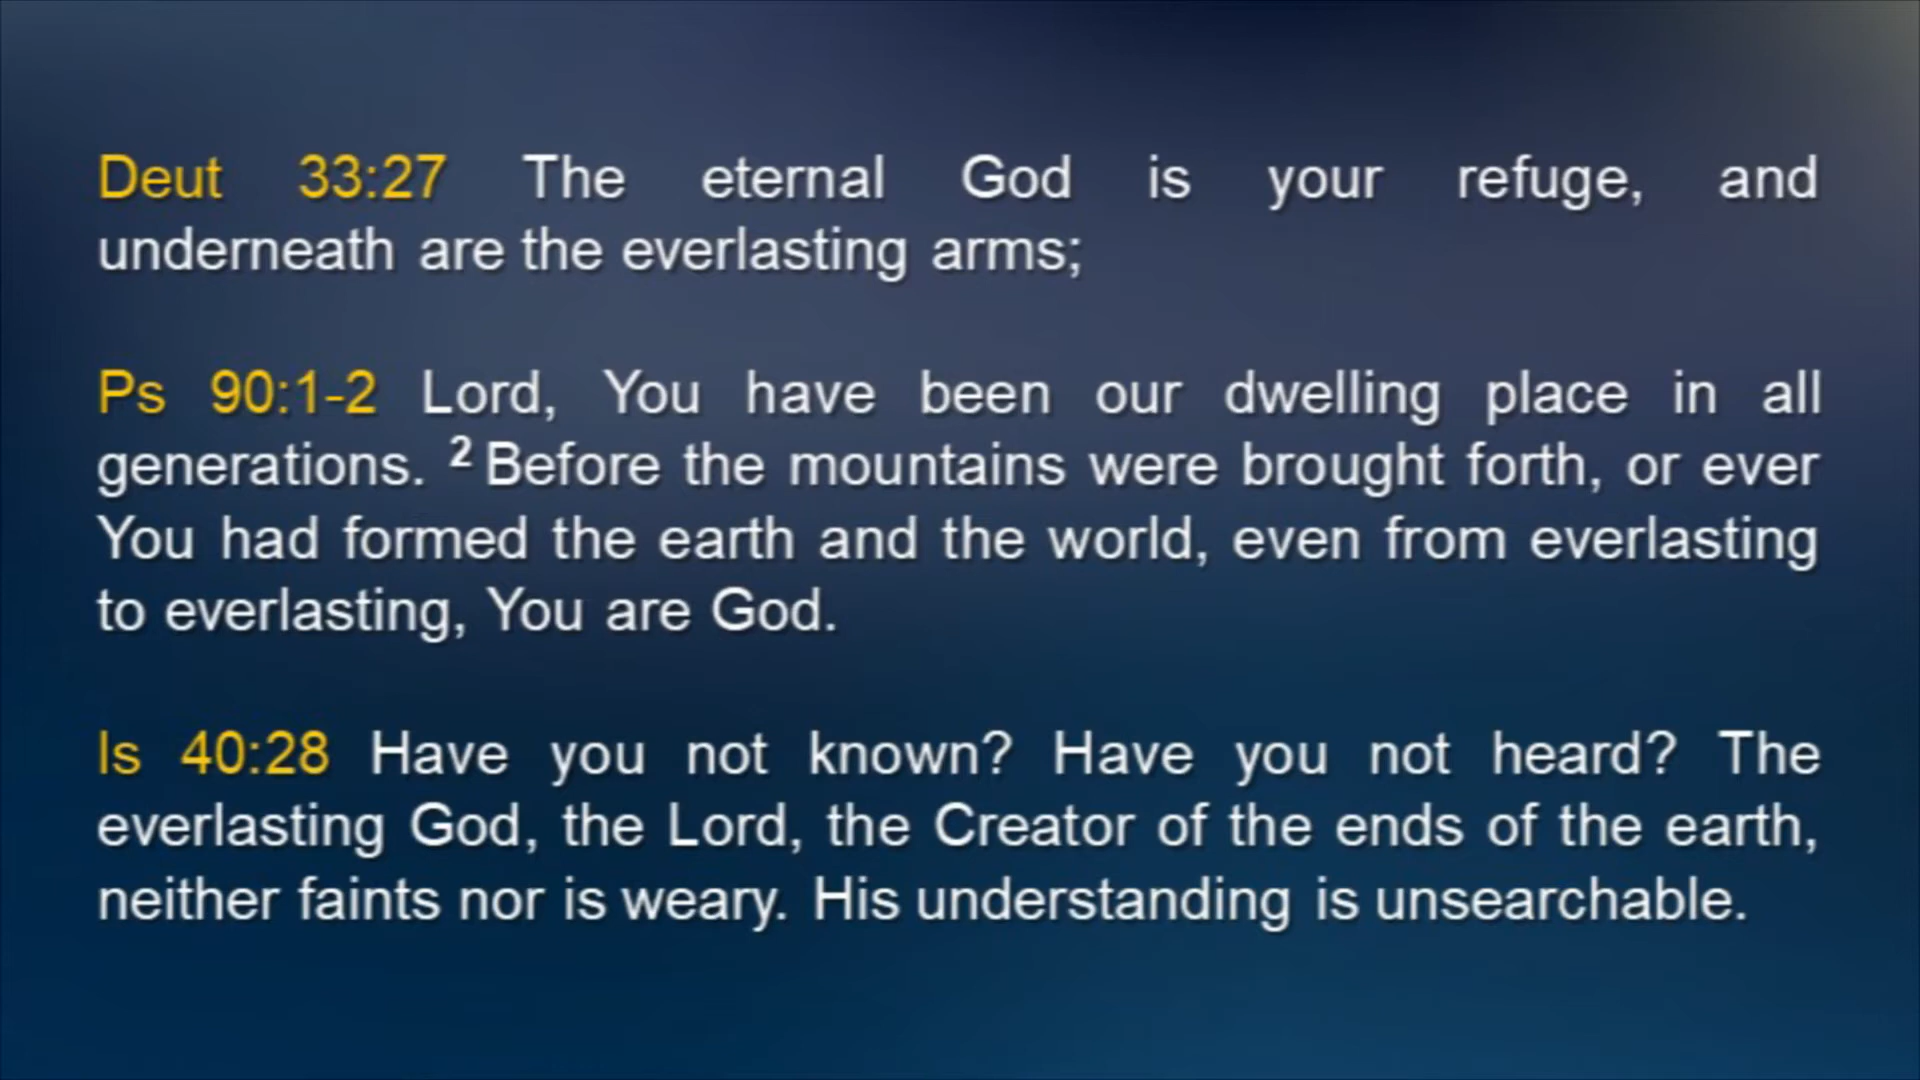 Deut 33:27 The eternal God is your refuge, and
underneath are the everlasting arms;
Ps 90:1-2 Lord, You have been our dwelling place in all
generations. ² Before the mountains were brought forth, or ever
You had formed the earth and the world, even from everlasting
to everlasting, You are God.
Is 40:28 Have you not known? Have you not heard? The
everlasting God, the Lord, the Creator of the ends of the earth,
neither faints nor is weary. His understanding is unsearchable.